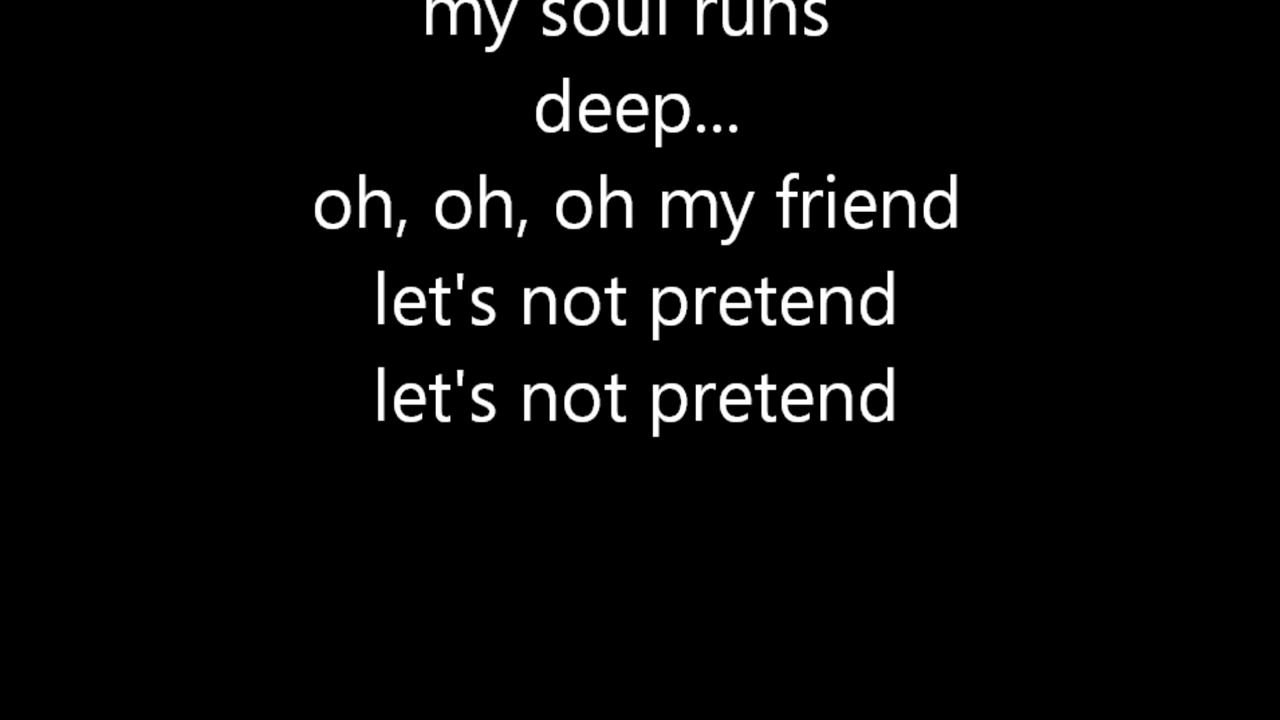 my soul runs
deep...
oh, oh, oh my friend
let's not pretend
let's not pretend